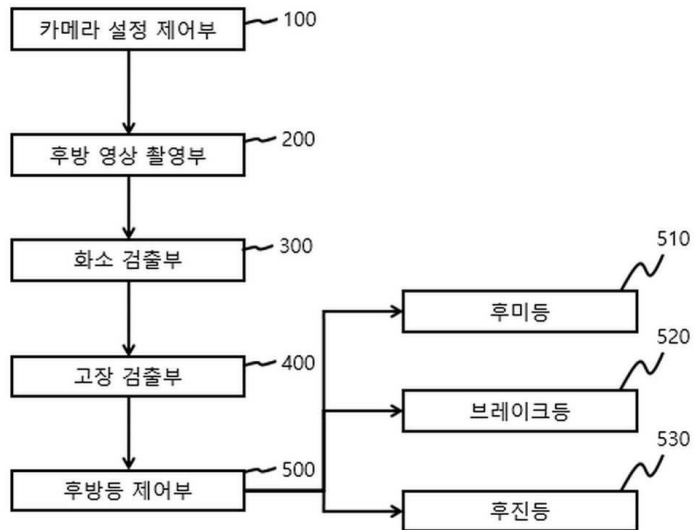 카메라 설정 제어부
100
후방 영상 촬영부
200
화소 검출부
300
고장 검출부
400
후방등 제어부
500
510
후미등
520
브레이크등
530
후진등